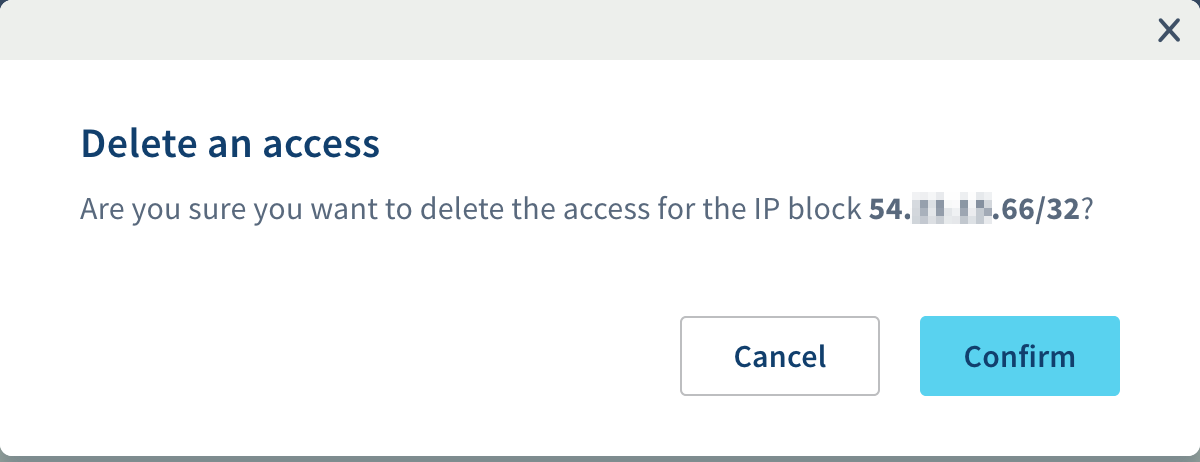 Delete an access
Are you sure you want to delete the access for the IP block 54. .66/32?
Cancel
Confirm